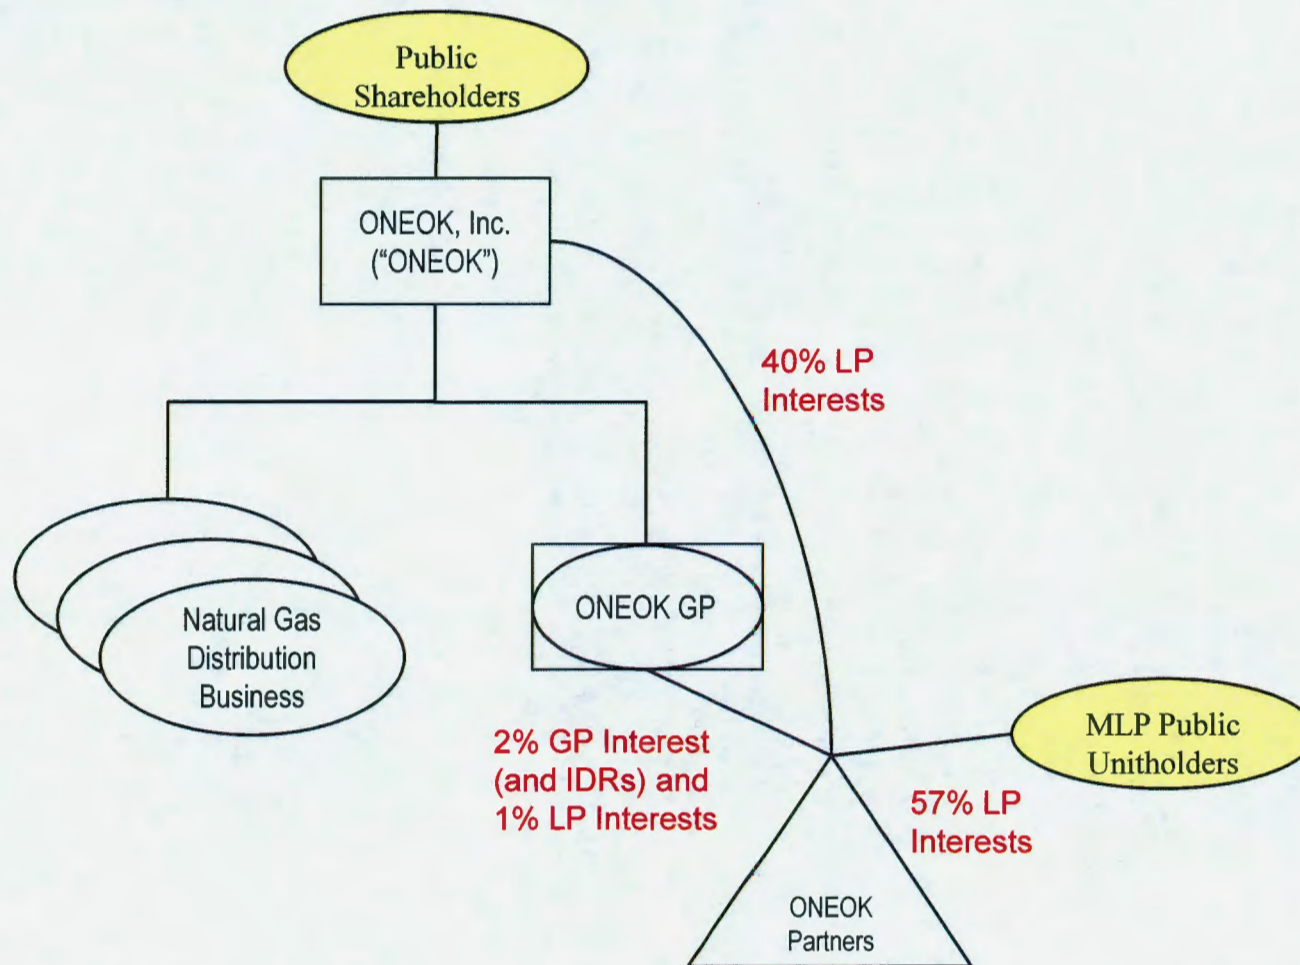 Public
Shareholders
ONEOK, Inc.
(“ONEOK”)
40% LP
Interests
Natural Gas
Distribution
Business
ONEOK GP
2% GP Interest
(and IDRs) and
1% LP Interests
MLP Public
Unitholders
57% LP
Interests
ONEOK
Partners